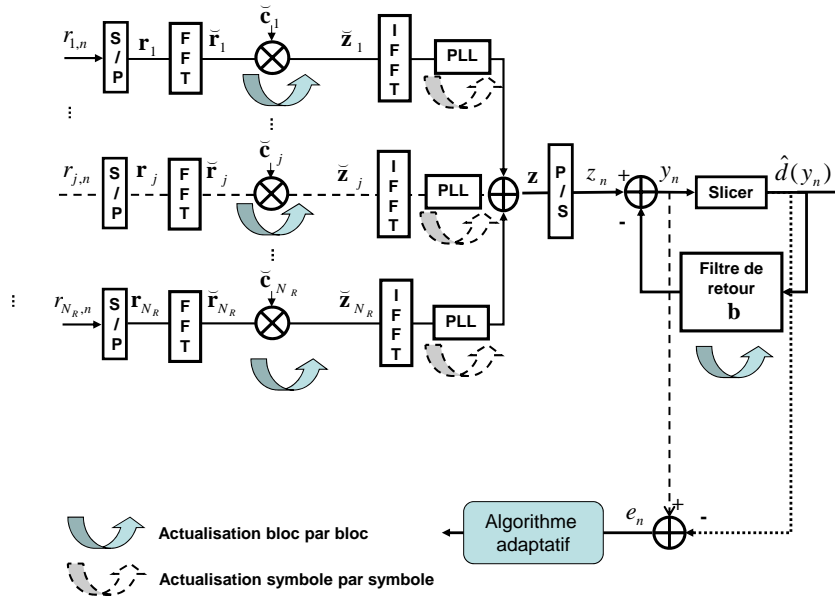 r_{1,n} S/P r_1 FFT r̆_1 c̆_1 z̆_1 IFFT PLL
...
...
r_{j,n} S/P r_j FFT r̆_j c̆_j z̆_j IFFT PLL z P/S z_n + y_n Slicer d̂(y_n)
-
...
Filtre de
retour
b
...
r_{N_R,n} S/P r_{N_R} FFT r̆_{N_R} c̆_{N_R} z̆_{N_R} IFFT PLL
Actualisation bloc par bloc
Algorithme
adaptatif
e_n + -
Actualisation symbole par symbole